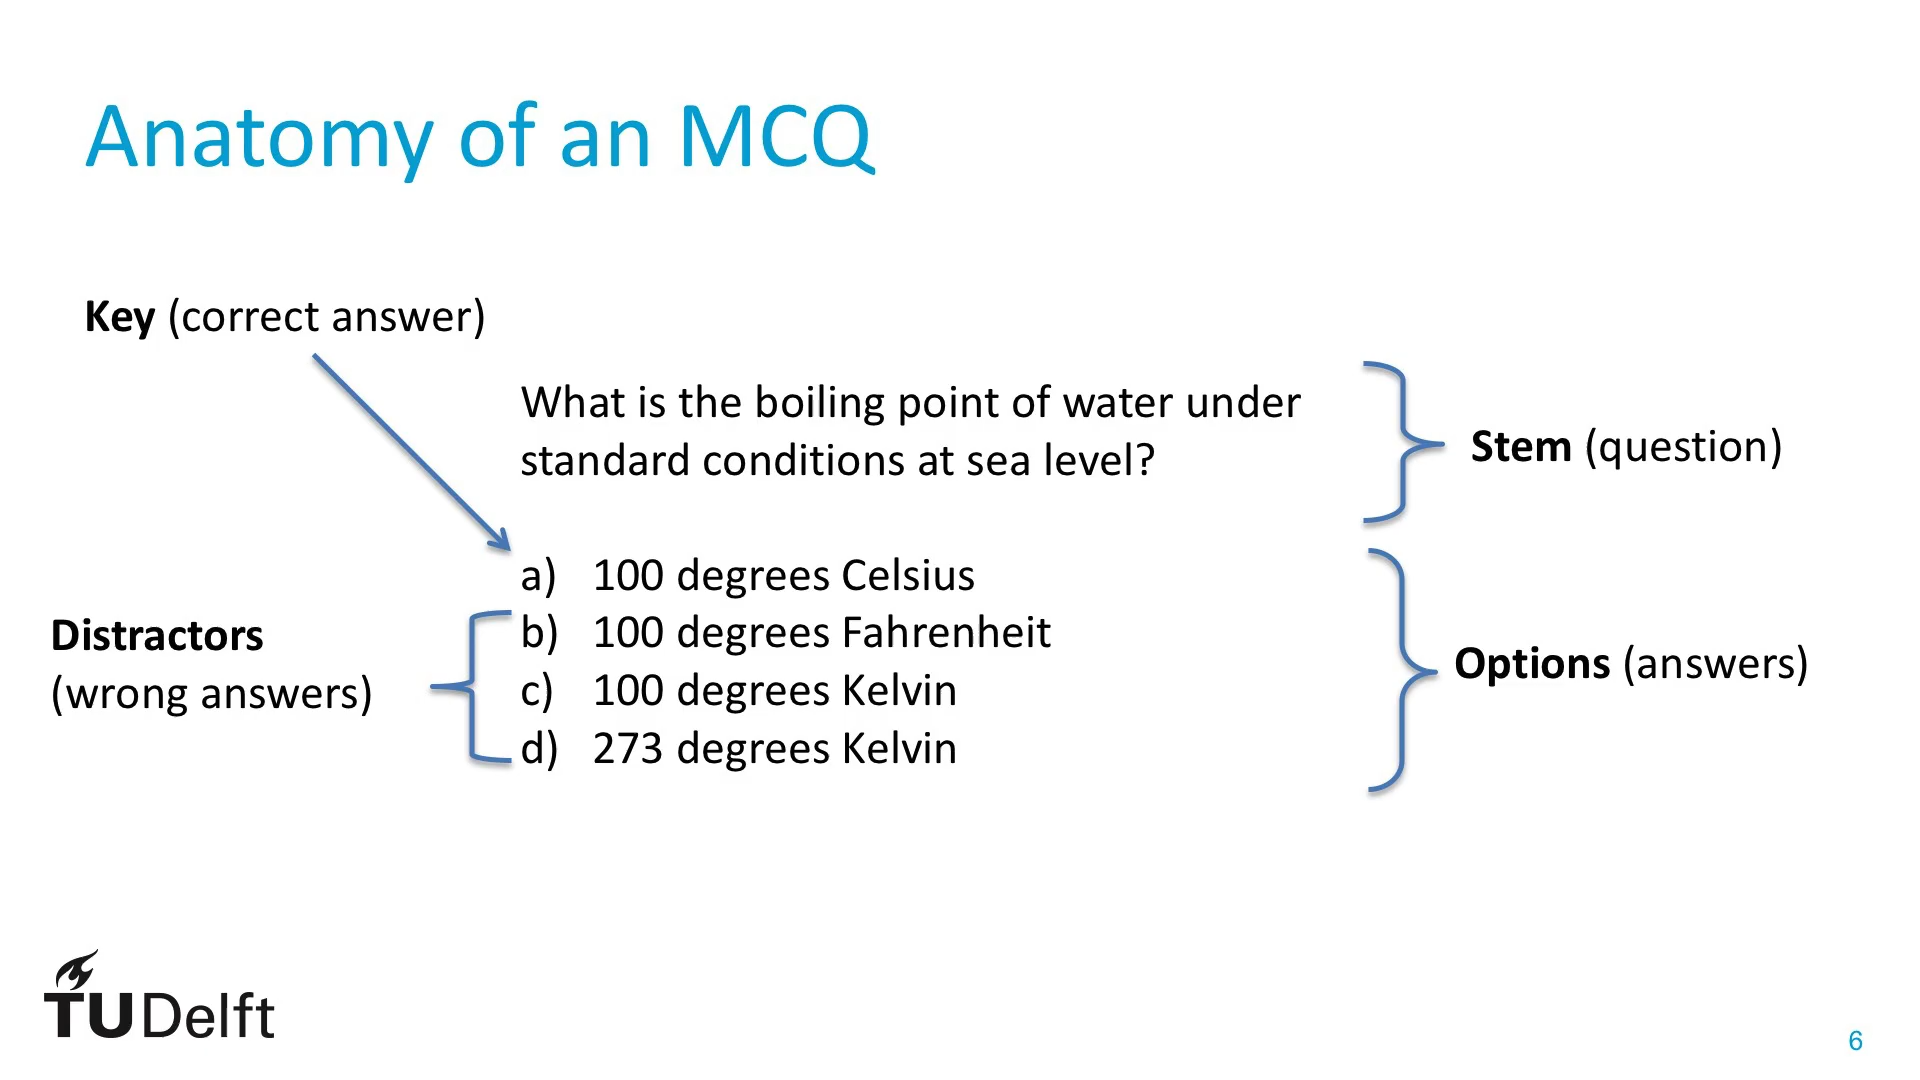 Anatomy of an MCQ
Key (correct answer)
What is the boiling point of water under
standard conditions at sea level?
Stem (question)
a) 100 degrees Celsius
b) 100 degrees Fahrenheit
c) 100 degrees Kelvin
d) 273 degrees Kelvin
Distractors
(wrong answers)
Options (answers)
TUDelft
6